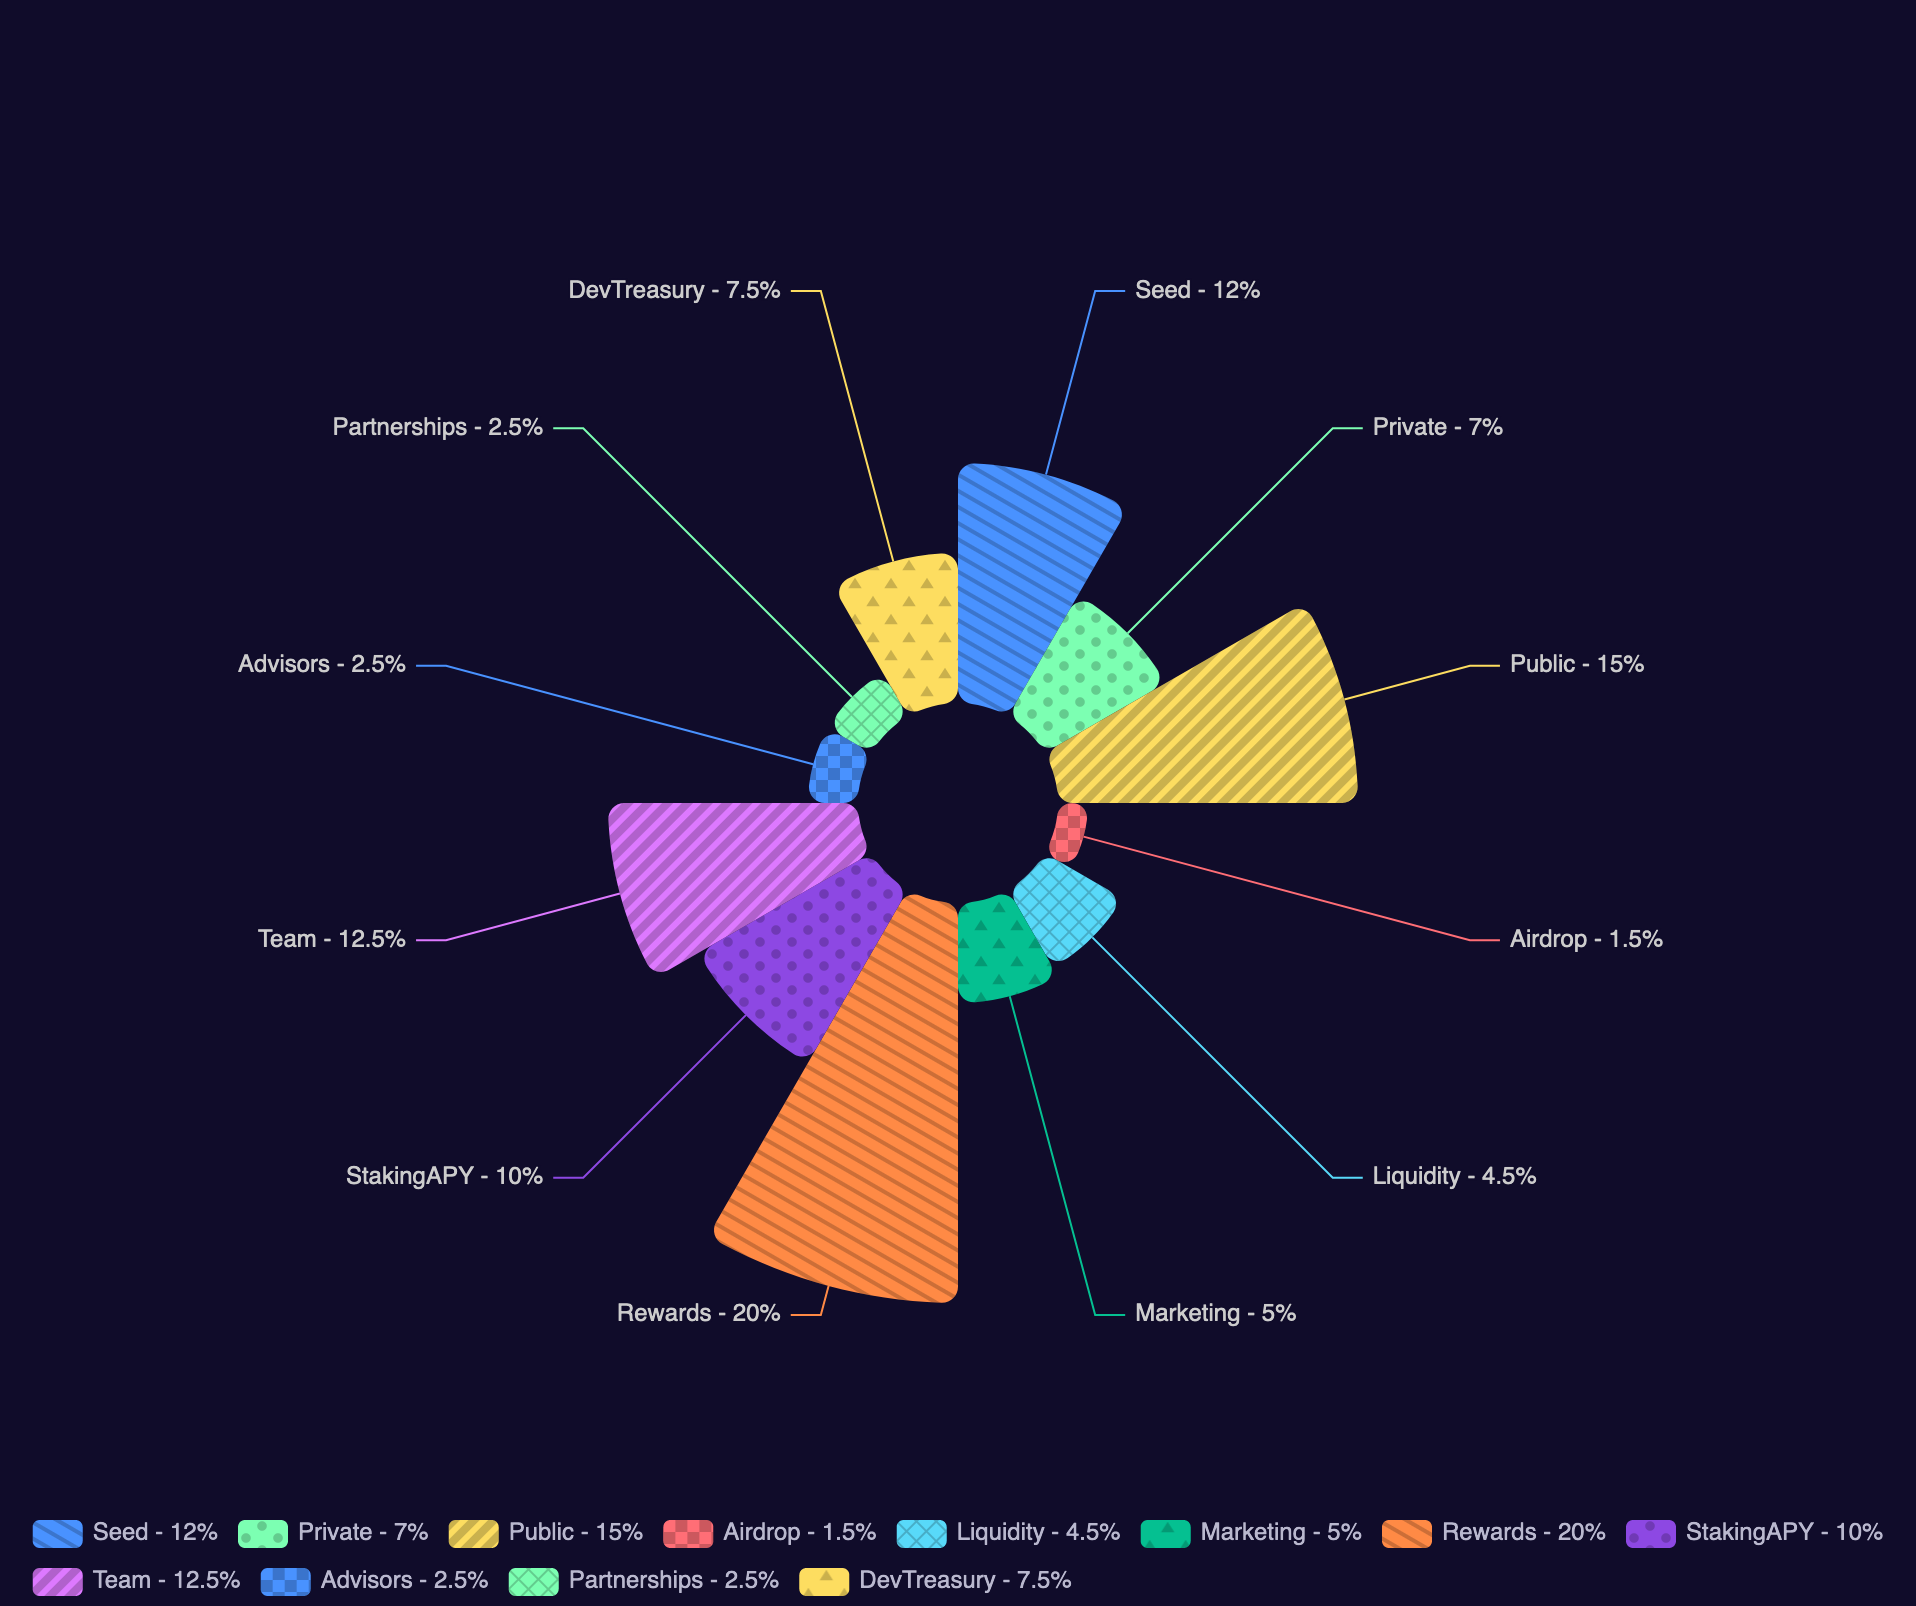 DevTreasury - 7.5%
Seed - 12%
Partnerships - 2.5%
Private - 7%
Advisors - 2.5%
Public - 15%
Team - 12.5%
Airdrop - 1.5%
StakingAPY - 10%
Liquidity - 4.5%
Rewards - 20%
Marketing - 5%
Seed - 12% Private - 7% Public - 15% Airdrop - 1.5% Liquidity - 4.5% Marketing - 5% Rewards - 20% StakingAPY - 10%
Team - 12.5% Advisors - 2.5% Partnerships - 2.5% DevTreasury - 7.5%